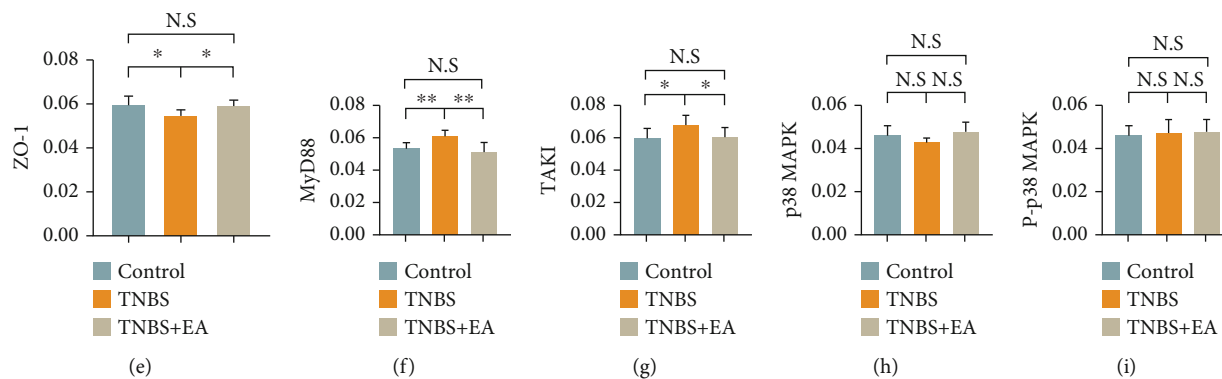 N.S
* *
0.08
0.06
0.04
0.02
0.00
ZO-1
Control
TNBS
TNBS+EA
(e)
N.S
** **
0.08
0.06
0.04
0.02
0.00
MyD88
Control
TNBS
TNBS+EA
(f)
N.S
* *
0.08
0.06
0.04
0.02
0.00
TAKI
Control
TNBS
TNBS+EA
(g)
N.S
N.S N.S
0.06
0.04
0.02
0.00
p38 MAPK
Control
TNBS
TNBS+EA
(h)
N.S
N.S N.S
0.06
0.04
0.02
0.00
P-p38 MAPK
Control
TNBS
TNBS+EA
(i)